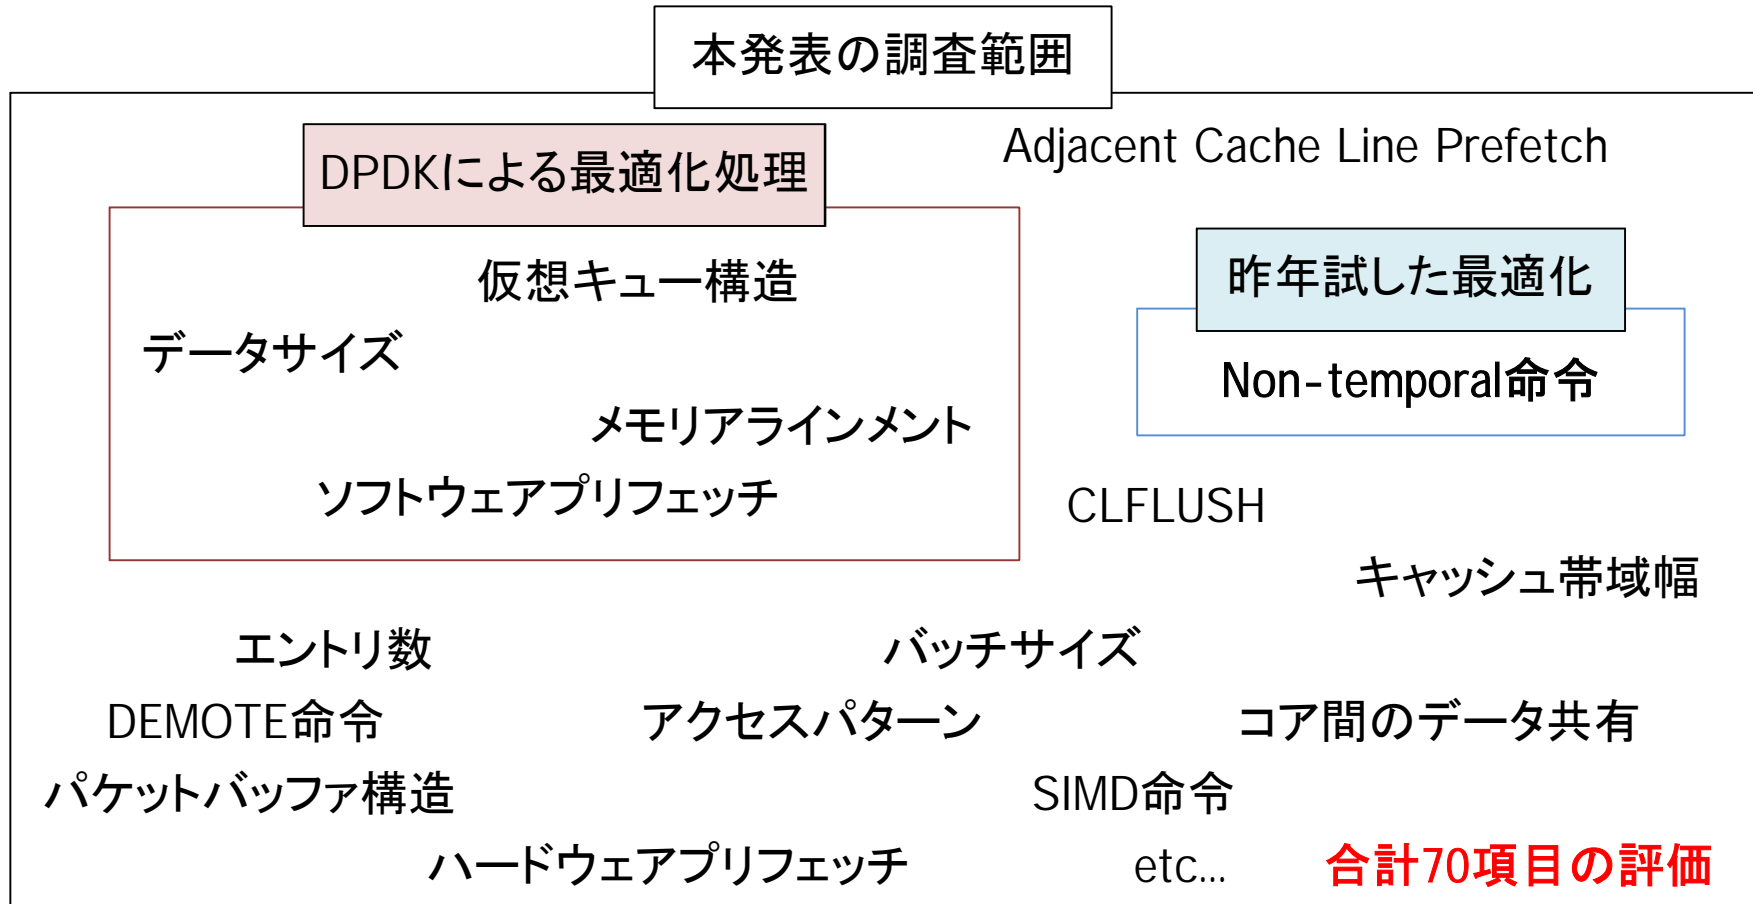 本発表の調査範囲
Adjacent Cache Line Prefetch
DPDKによる最適化処理
仮想キュー構造
データサイズ
メモリアラインメント
ソフトウェアプリフェッチ
昨年試した最適化
Non-temporal命令
CLFLUSH
キャッシュ帯域幅
エントリ数
バッチサイズ
DEMOTE命令
アクセスパターン
コア間のデータ共有
パケットバッファ構造
SIMD命令
ハードウェアプリフェッチ
etc...
合計70項目の評価